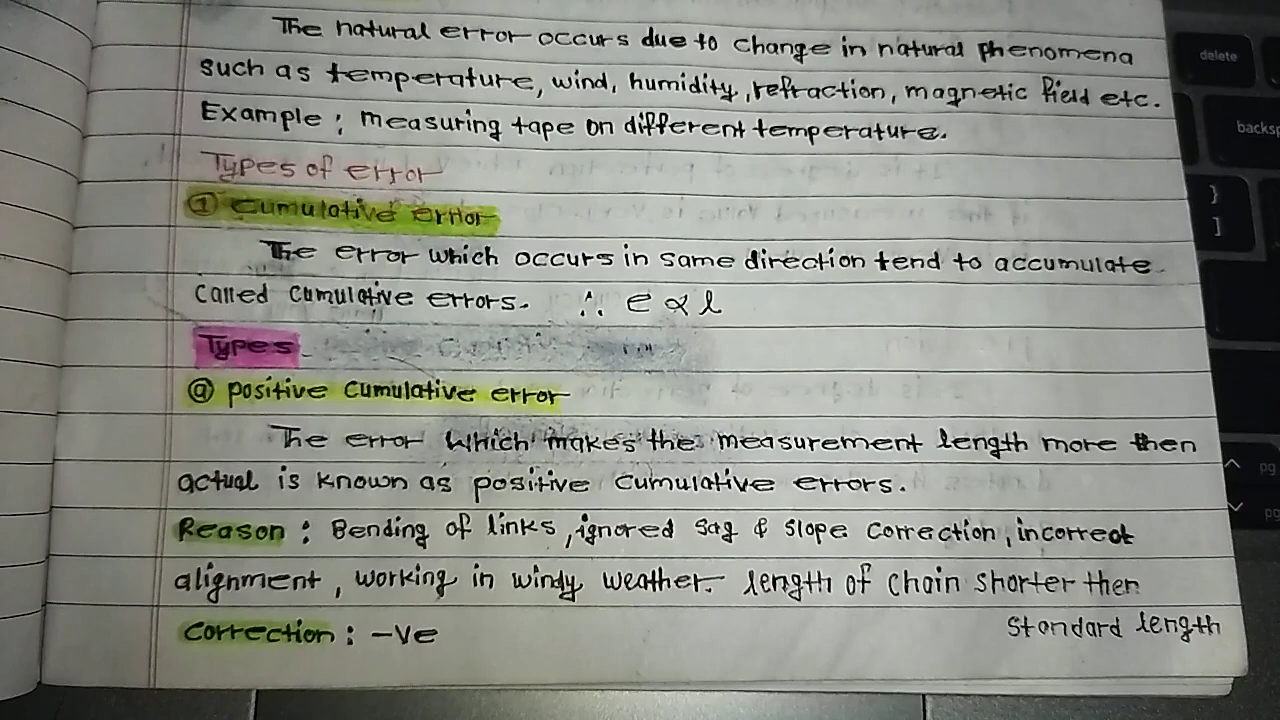 The natural error occurs due to change in natural phenomena
such as temperature, wind, humidity, refraction, magnetic field etc.
Example : measuring tape on different temperature.
Types of error
① Cumulative error
The error which occurs in same direction tend to accumulate
called cumulative errors. ∴ e ∝ l
Types
ⓐ positive cumulative error
The error which makes the measurement length more then
actual is known as positive cumulative errors.
Reason : Bending of links, ignored sag & slope correction, incorrect
alignment, working in windy weather. length of chain shorter then
standard length
correction : -ve
delete
backsp
}
]
pg
pg